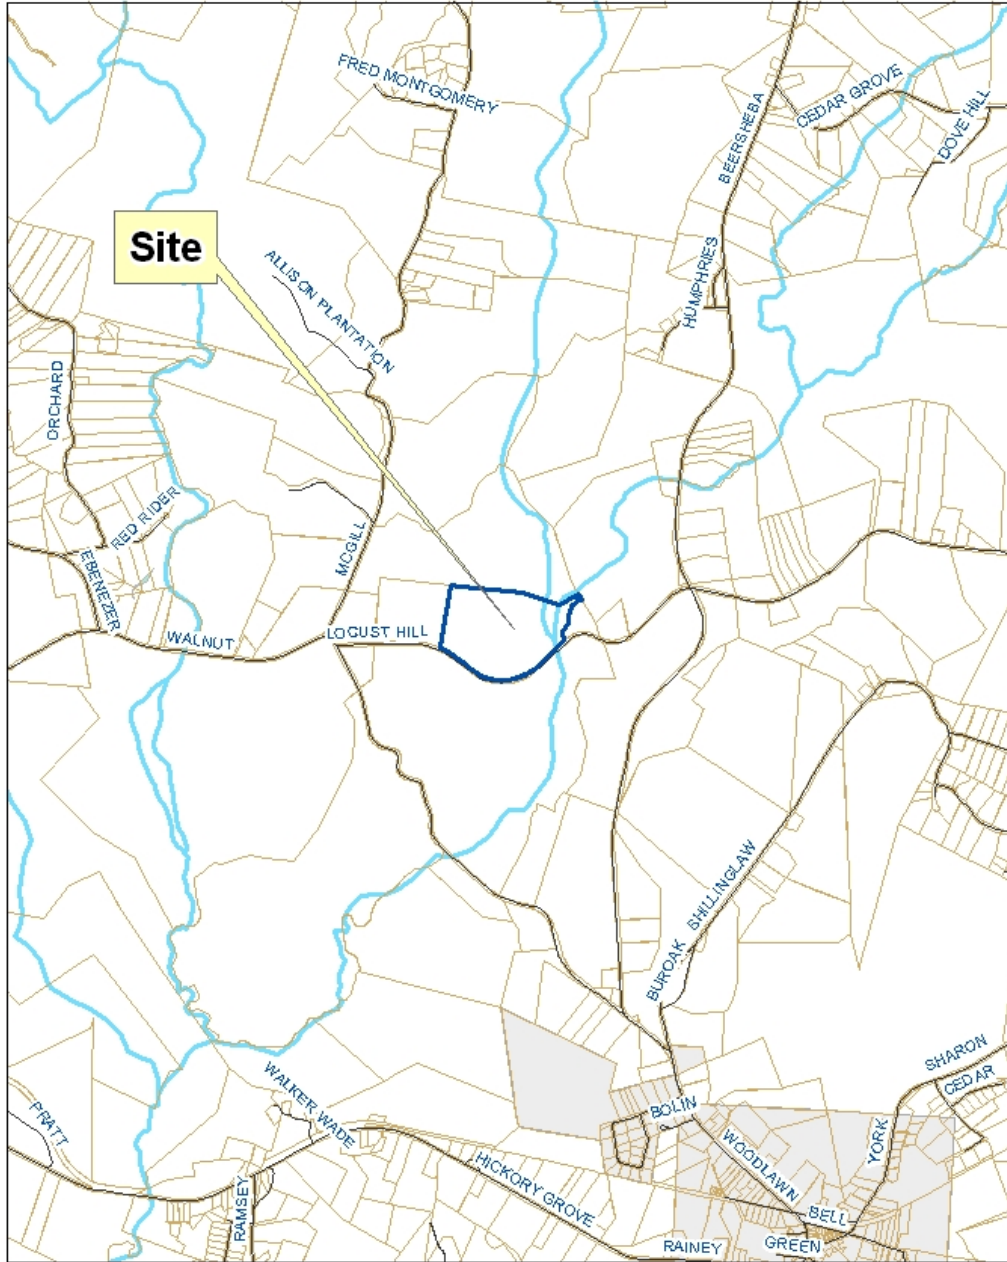 FRED MONTGOMERY
CEDAR GROVE
BEERSHEBA
DOVE HILL
Site
ALLISON PLANTATION
HUMPHRIES
ORCHARD
RED RIDER
MCGILL
EBENEZER
WALNUT
LOCUST HILL
SHILLINGLAW
BUROAK
SHARON
CEDAR
WALKER WADE
PRATT
BOLIN
YORK
WOODLAWN
HICKORY GROVE
RAMSEY
BELL
RAINEY
GREEN